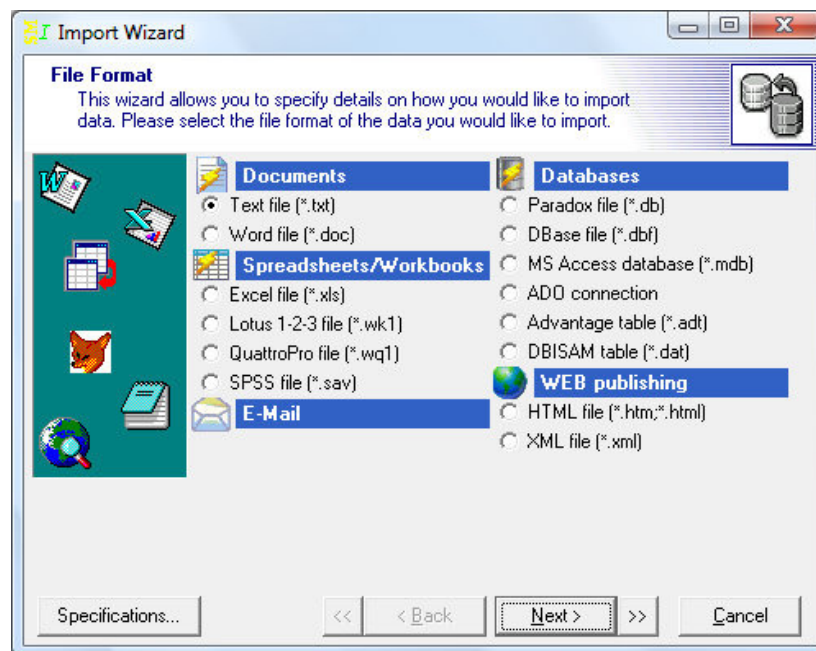 Import Wizard
File Format
This wizard allows you to specify details on how you would like to import
data. Please select the file format of the data you would like to import.
Documents
Text file (*.txt)
Word file (*.doc)
Spreadsheets/Workbooks
Excel file (*.xls)
Lotus 1-2-3 file (*.wk1)
QuattroPro file (*.wq1)
SPSS file (*.sav)
E-Mail
Databases
Paradox file (*.db)
DBase file (*.dbf)
MS Access database (*.mdb)
ADO connection
Advantage table (*.adt)
DBISAM table (*.dat)
WEB publishing
HTML file (*.htm;*.html)
XML file (*.xml)
Specifications...
<<
< Back
Next >
>>
Cancel